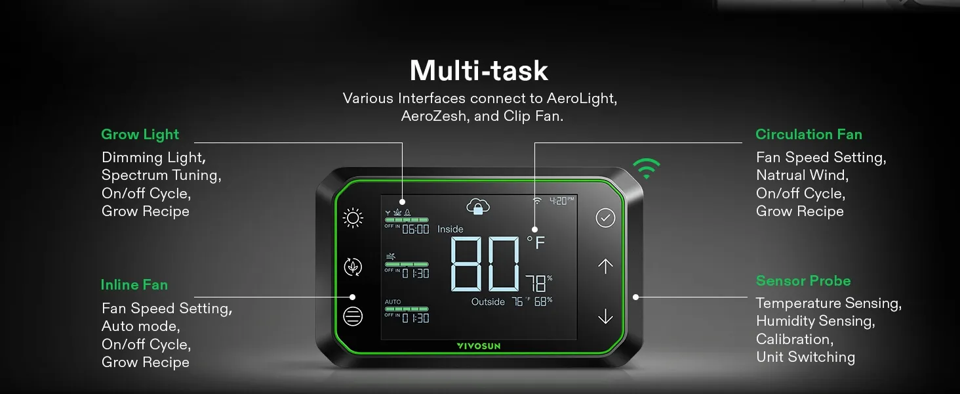 Multi-task
Various Interfaces connect to AeroLight,
AeroZesh, and Clip Fan.
Grow Light
Dimming Light,
Spectrum Tuning,
On/off Cycle,
Grow Recipe
Inline Fan
Fan Speed Setting,
Auto mode,
On/off Cycle,
Grow Recipe
4:20 PM
OFF IN 06:00
Inside
80 °F
OFF IN 01:30
78%
Outside 76 °F 68%
AUTO
OFF IN 01:30
VIVOSUN
Circulation Fan
Fan Speed Setting,
Natrual Wind,
On/off Cycle,
Grow Recipe
Sensor Probe
Temperature Sensing,
Humidity Sensing,
Calibration,
Unit Switching